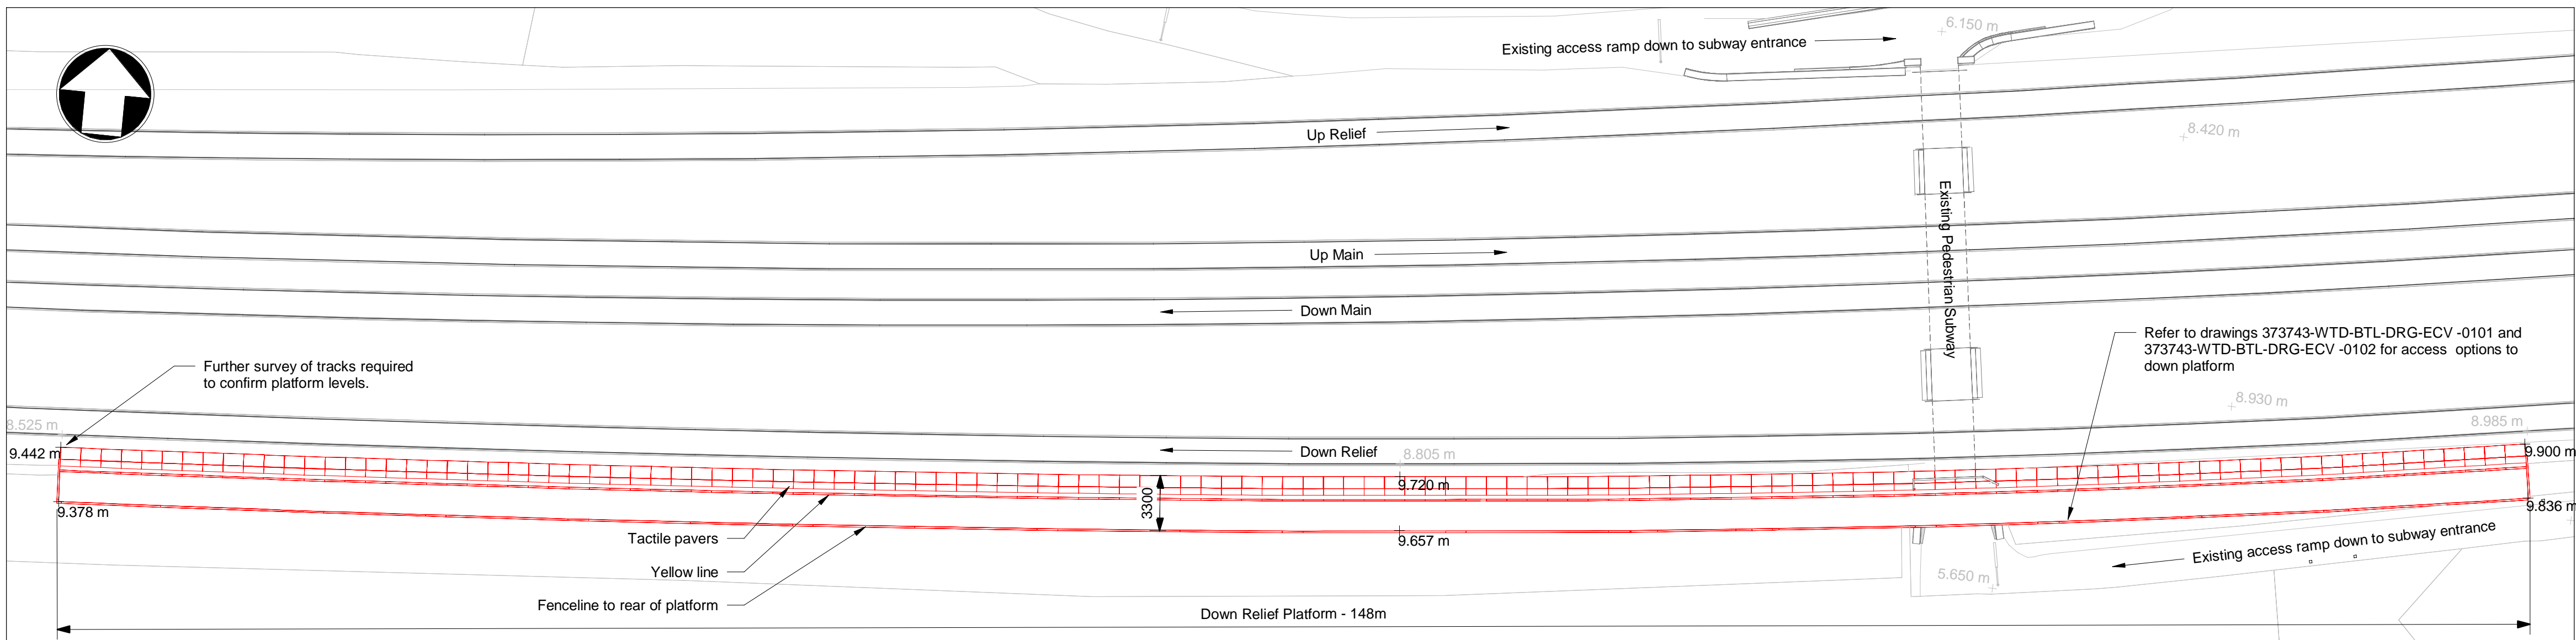 6.150 m
Existing access ramp down to subway entrance
Up Relief
8.420 m
Existing Pedestrian Subway
Up Main
Down Main
Refer to drawings 373743-WTD-BTL-DRG-ECV -0101 and
373743-WTD-BTL-DRG-ECV -0102 for access options to
down platform
Further survey of tracks required
to confirm platform levels.
8.930 m
8.525 m
8.985 m
9.442 m
Down Relief
8.805 m
9.900 m
9.720 m
3300
9.378 m
9.836 m
Tactile pavers
9.657 m
Existing access ramp down to subway entrance
Yellow line
5.650 m
Fenceline to rear of platform
Down Relief Platform - 148m